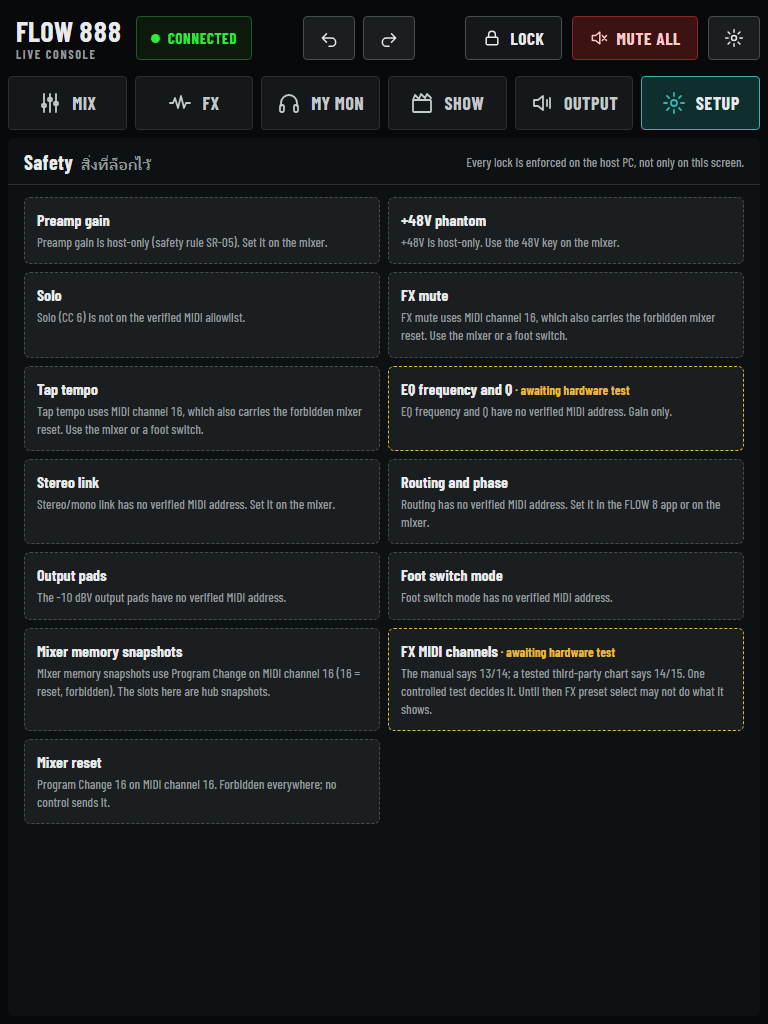 FLOW 888
LIVE CONSOLE
CONNECTED
LOCK
MUTE ALL
MIX
FX
MY MON
SHOW
OUTPUT
SETUP
Safety สิ่งที่ล็อกไว้
Every lock is enforced on the host PC, not only on this screen.
Preamp gain
Preamp gain is host-only (safety rule SR-05). Set it on the mixer.
+48V phantom
+48V is host-only. Use the 48V key on the mixer.
Solo
Solo (CC 6) is not on the verified MIDI allowlist.
FX mute
FX mute uses MIDI channel 16, which also carries the forbidden mixer
reset. Use the mixer or a foot switch.
Tap tempo
Tap tempo uses MIDI channel 16, which also carries the forbidden mixer
reset. Use the mixer or a foot switch.
EQ frequency and Q · awaiting hardware test
EQ frequency and Q have no verified MIDI address. Gain only.
Stereo link
Stereo/mono link has no verified MIDI address. Set it on the mixer.
Routing and phase
Routing has no verified MIDI address. Set it in the FLOW 8 app or on the
mixer.
Output pads
The -10 dBV output pads have no verified MIDI address.
Foot switch mode
Foot switch mode has no verified MIDI address.
Mixer memory snapshots
Mixer memory snapshots use Program Change on MIDI channel 16 (16 =
reset, forbidden). The slots here are hub snapshots.
FX MIDI channels · awaiting hardware test
The manual says 13/14; a tested third-party chart says 14/15. One
controlled test decides it. Until then FX preset select may not do what it
shows.
Mixer reset
Program Change 16 on MIDI channel 16. Forbidden everywhere; no
control sends it.